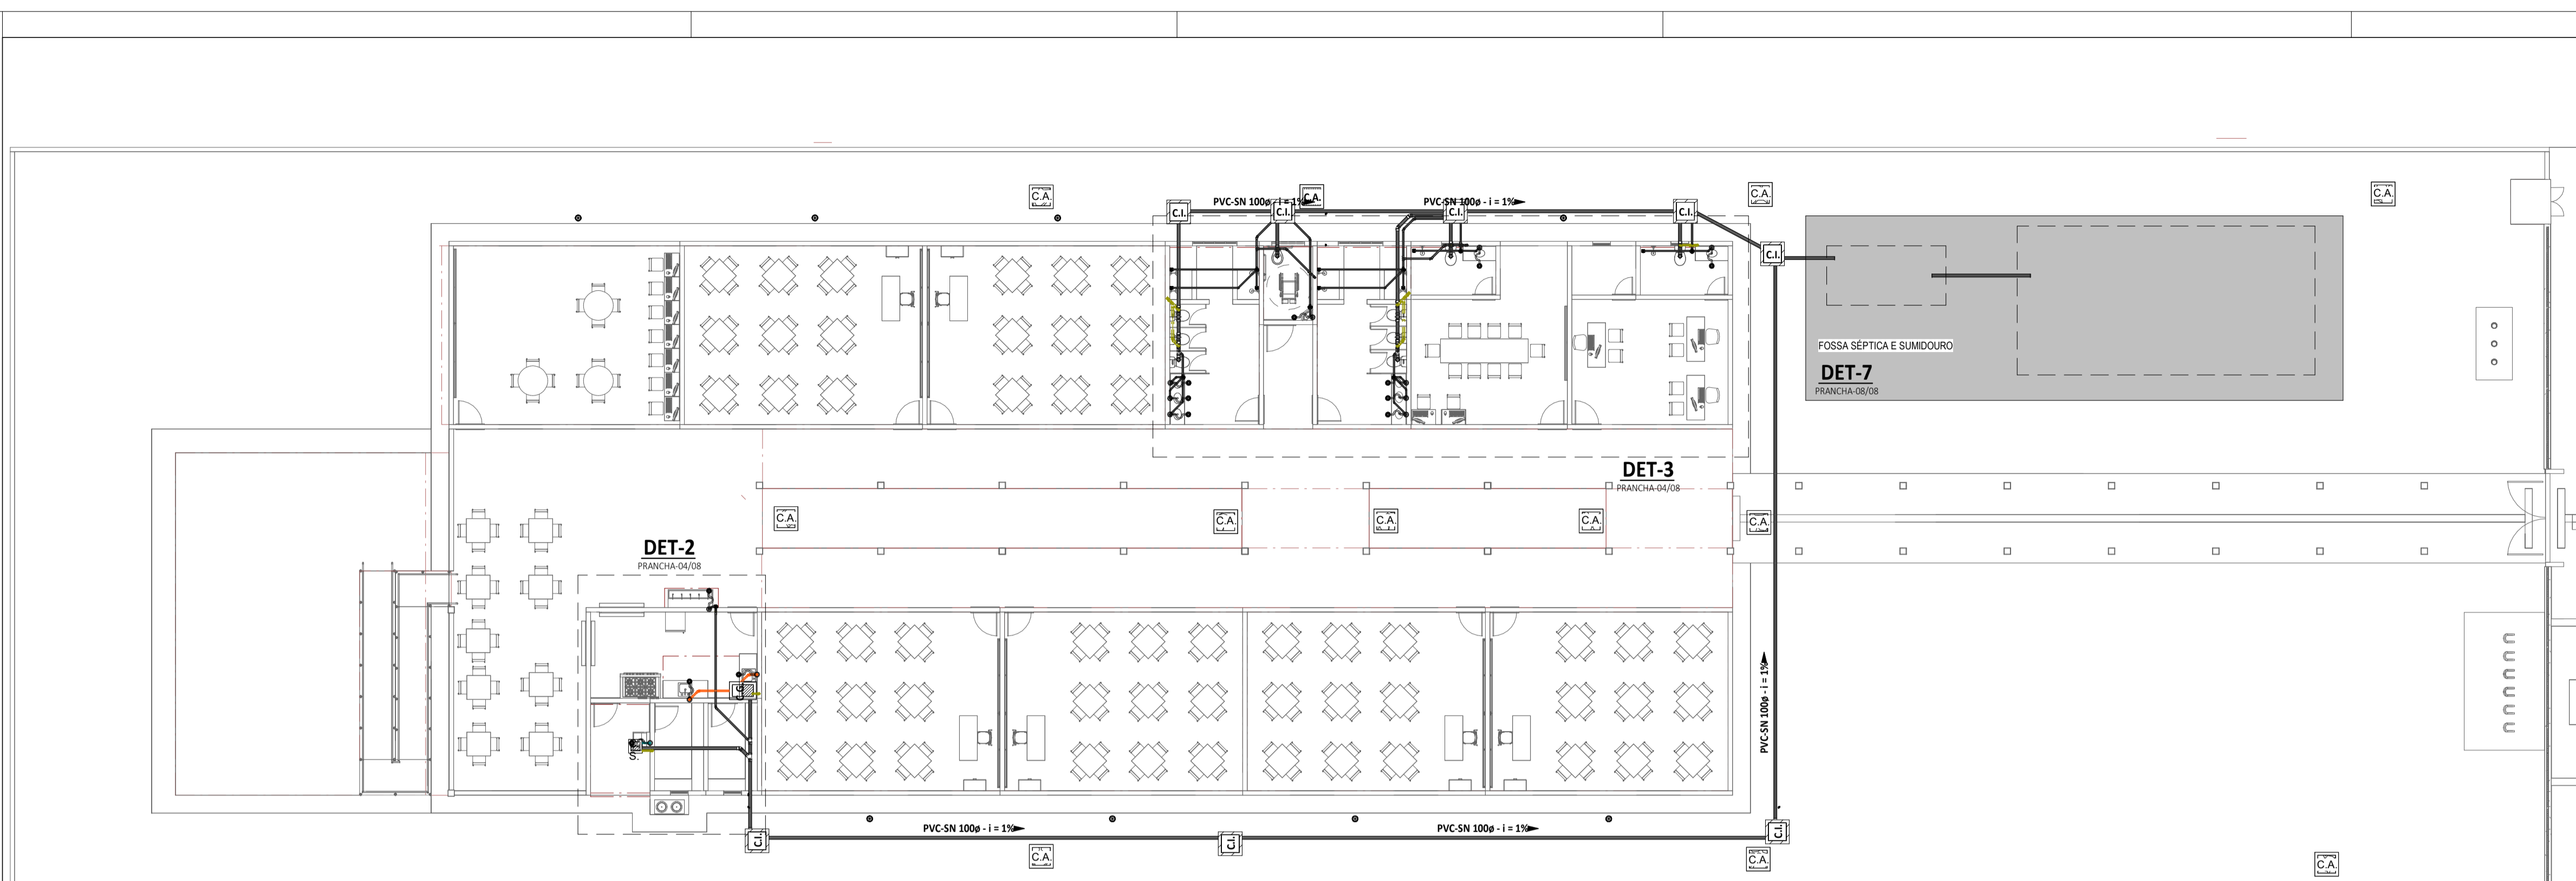 C.A.
C.A.
C.A.
C.A.
PVC-SN 100ø - i = 1%
PVC-SN 100ø - i = 1%
C.I.
C.I.
C.I.
C.I.
C.I.
FOSSA SÉPTICA E SUMIDOURO
DET-7
PRANCHA-08/08
DET-3
PRANCHA-04/08
C.A.
C.A.
C.A.
C.A.
C.A.
DET-2
PRANCHA-04/08
PVC-SN 100ø - i = 1%
S.
PVC-SN 100ø - i = 1%
PVC-SN 100ø - i = 1%
C.I.
C.I.
C.I.
C.A.
C.A.
C.A.